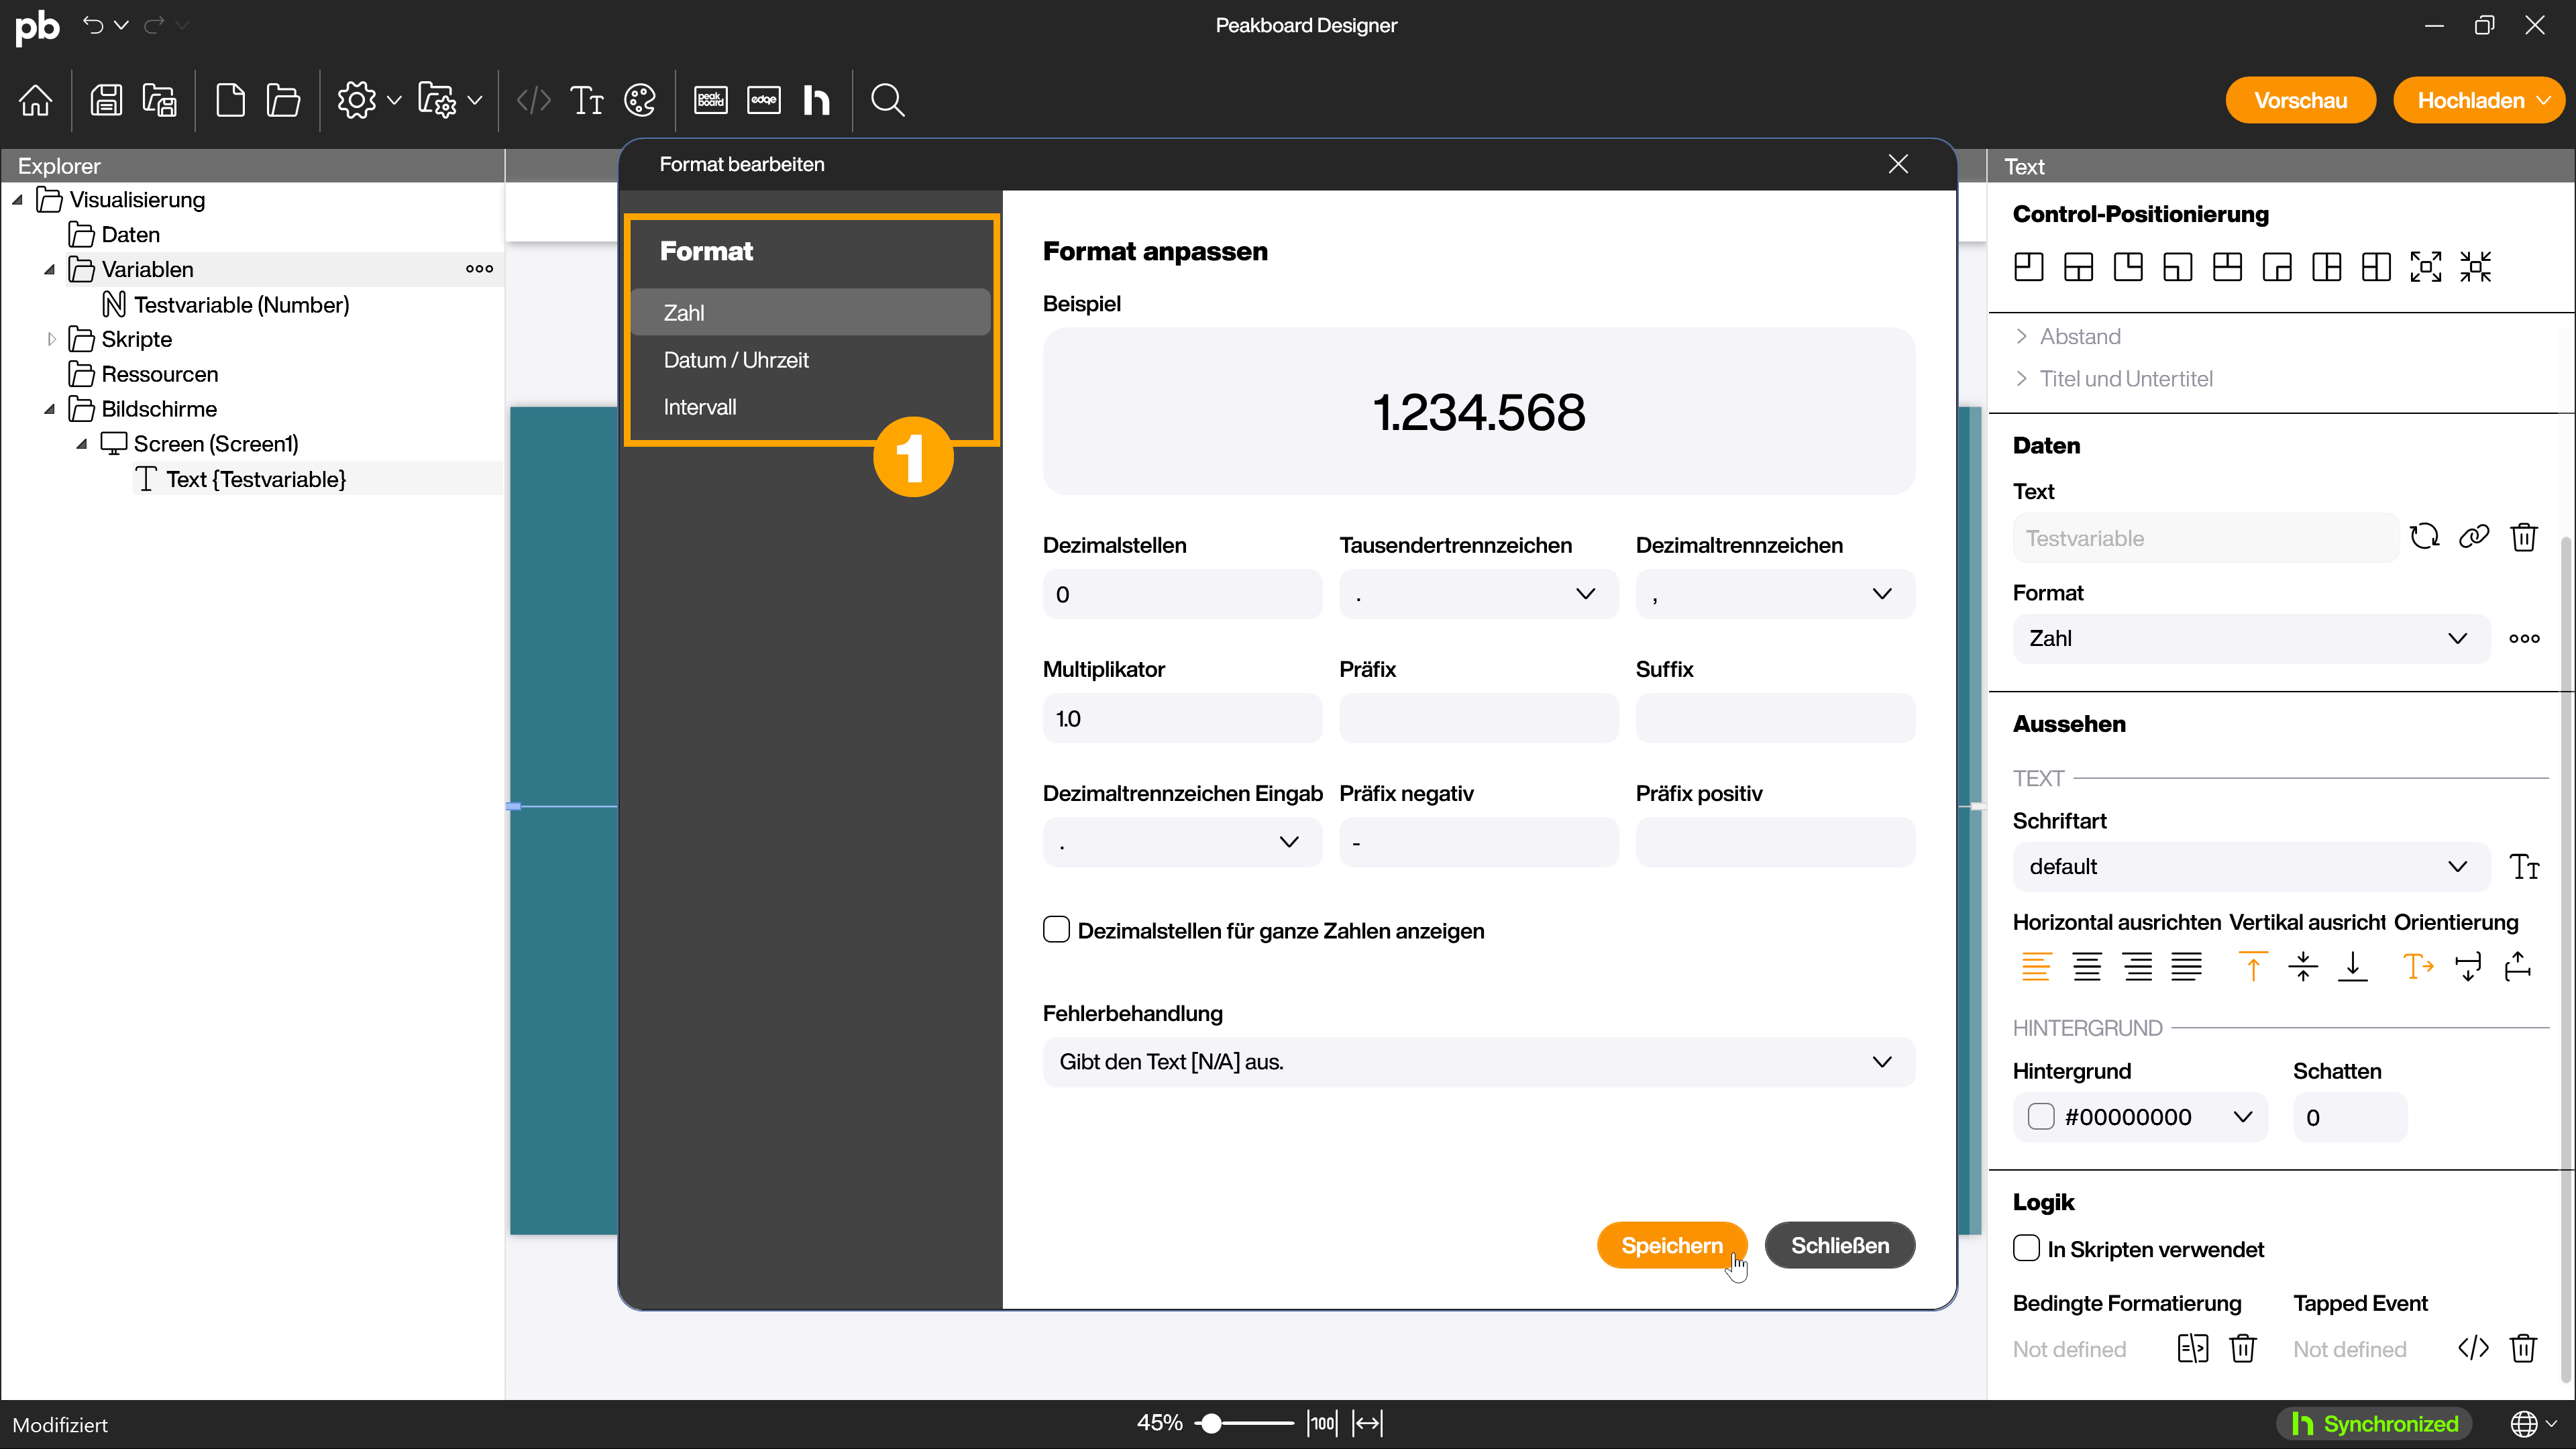 pb
Peakboard Designer
peak
board
edge
h
Vorschau
Hochladen
Explorer
Visualisierung
Daten
Variablen
Testvariable (Number)
Skripte
Ressourcen
Bildschirme
Screen (Screen1)
Text {Testvariable}
Format bearbeiten
Format
Zahl
Datum / Uhrzeit
Intervall
1
Format anpassen
Beispiel
1.234.568
Dezimalstellen
Tausendertrennzeichen
Dezimaltrennzeichen
0
.
,
Multiplikator
Präfix
Suffix
1.0
Dezimaltrennzeichen Eingab
Präfix negativ
Präfix positiv
.
-
Dezimalstellen für ganze Zahlen anzeigen
Fehlerbehandlung
Gibt den Text [N/A] aus.
Speichern
Schließen
Text
Control-Positionierung
Abstand
Titel und Untertitel
Daten
Text
Testvariable
Format
Zahl
Aussehen
TEXT
Schriftart
default
Horizontal ausrichten
Vertikal ausricht
Orientierung
HINTERGRUND
Hintergrund
Schatten
#00000000
0
Logik
In Skripten verwendet
Bedingte Formatierung
Tapped Event
Not defined
Not defined
Modifiziert
45%
100
Synchronized